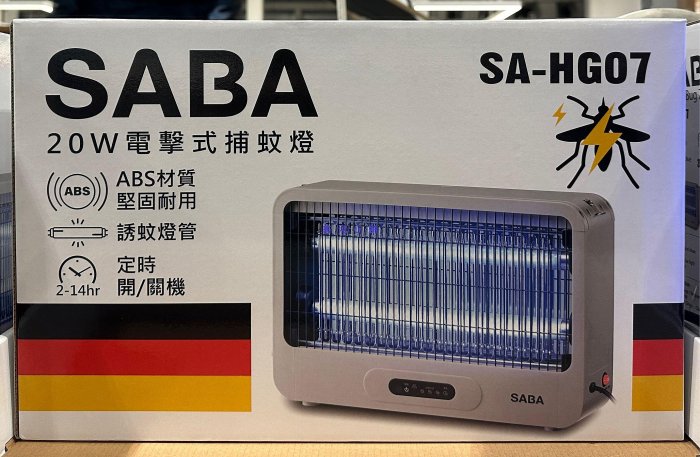 SABA
SA-HG07
20W電擊式捕蚊燈
ABS
ABS材質
堅固耐用
誘蚊燈管
2-14hr
定時
開/關機
SABA